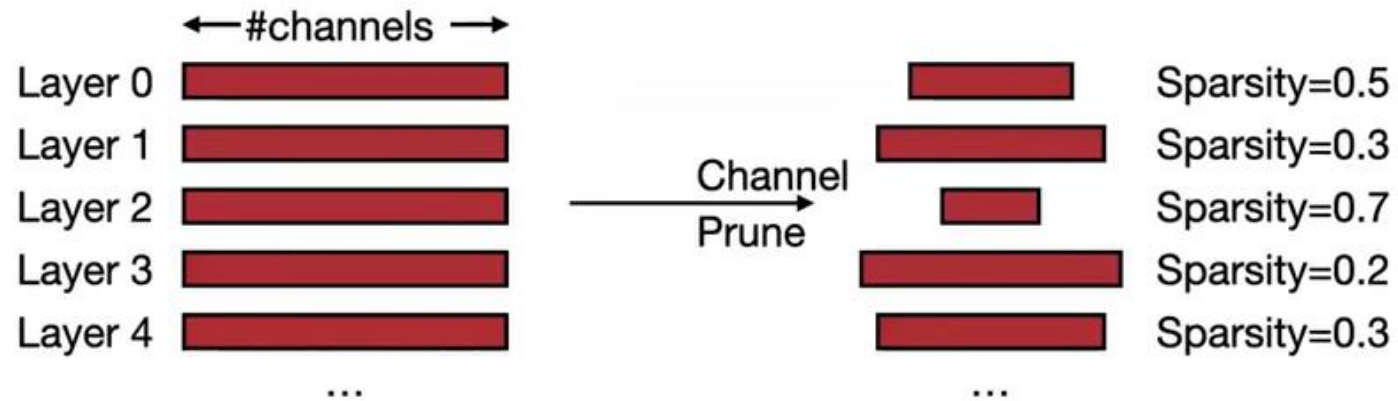 #channels
Layer 0
Sparsity=0.5
Layer 1
Sparsity=0.3
Layer 2
Channel
Prune
Sparsity=0.7
Layer 3
Sparsity=0.2
Layer 4
Sparsity=0.3
...
...